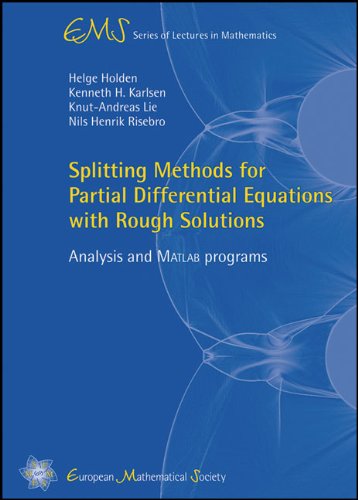 EMS Series of Lectures in Mathematics
Helge Holden
Kenneth H. Karlsen
Knut-Andreas Lie
Nils Henrik Risebro
Splitting Methods for
Partial Differential Equations
with Rough Solutions
Analysis and MATLAB programs
European Mathematical Society